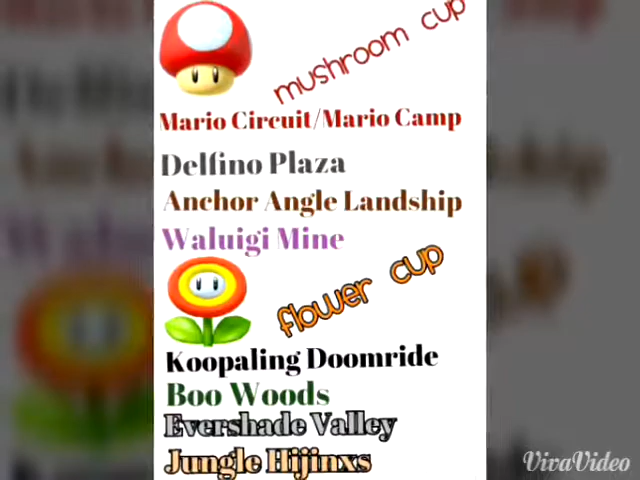 mushroom cup
Mario Circuit/Mario Camp
Delfino Plaza
Anchor Angle Landship
Waluigi Mine
flower cup
Koopaling Doomride
Boo Woods
Evershade Valley
Jungle Hijinxs
VivaVideo